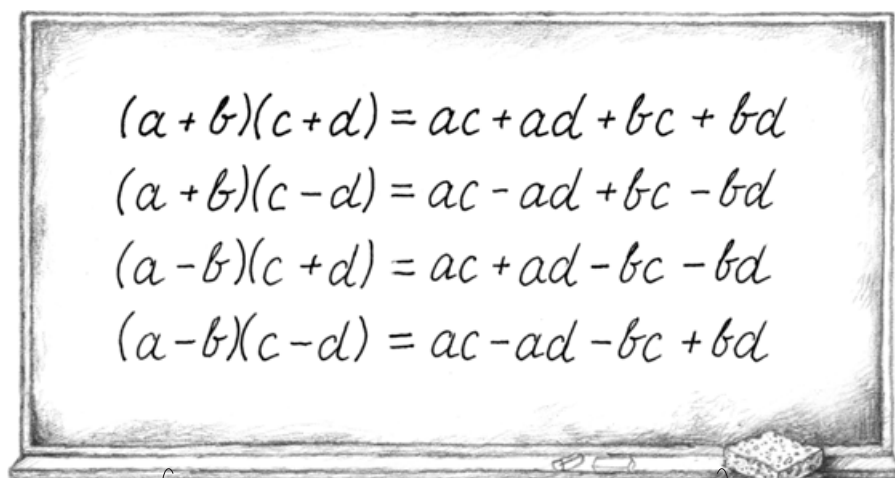 (a + b)(c + d) = ac + ad + bc + bd
(a + b)(c - d) = ac - ad + bc - bd
(a - b)(c + d) = ac + ad - bc - bd
(a - b)(c - d) = ac - ad - bc + bd